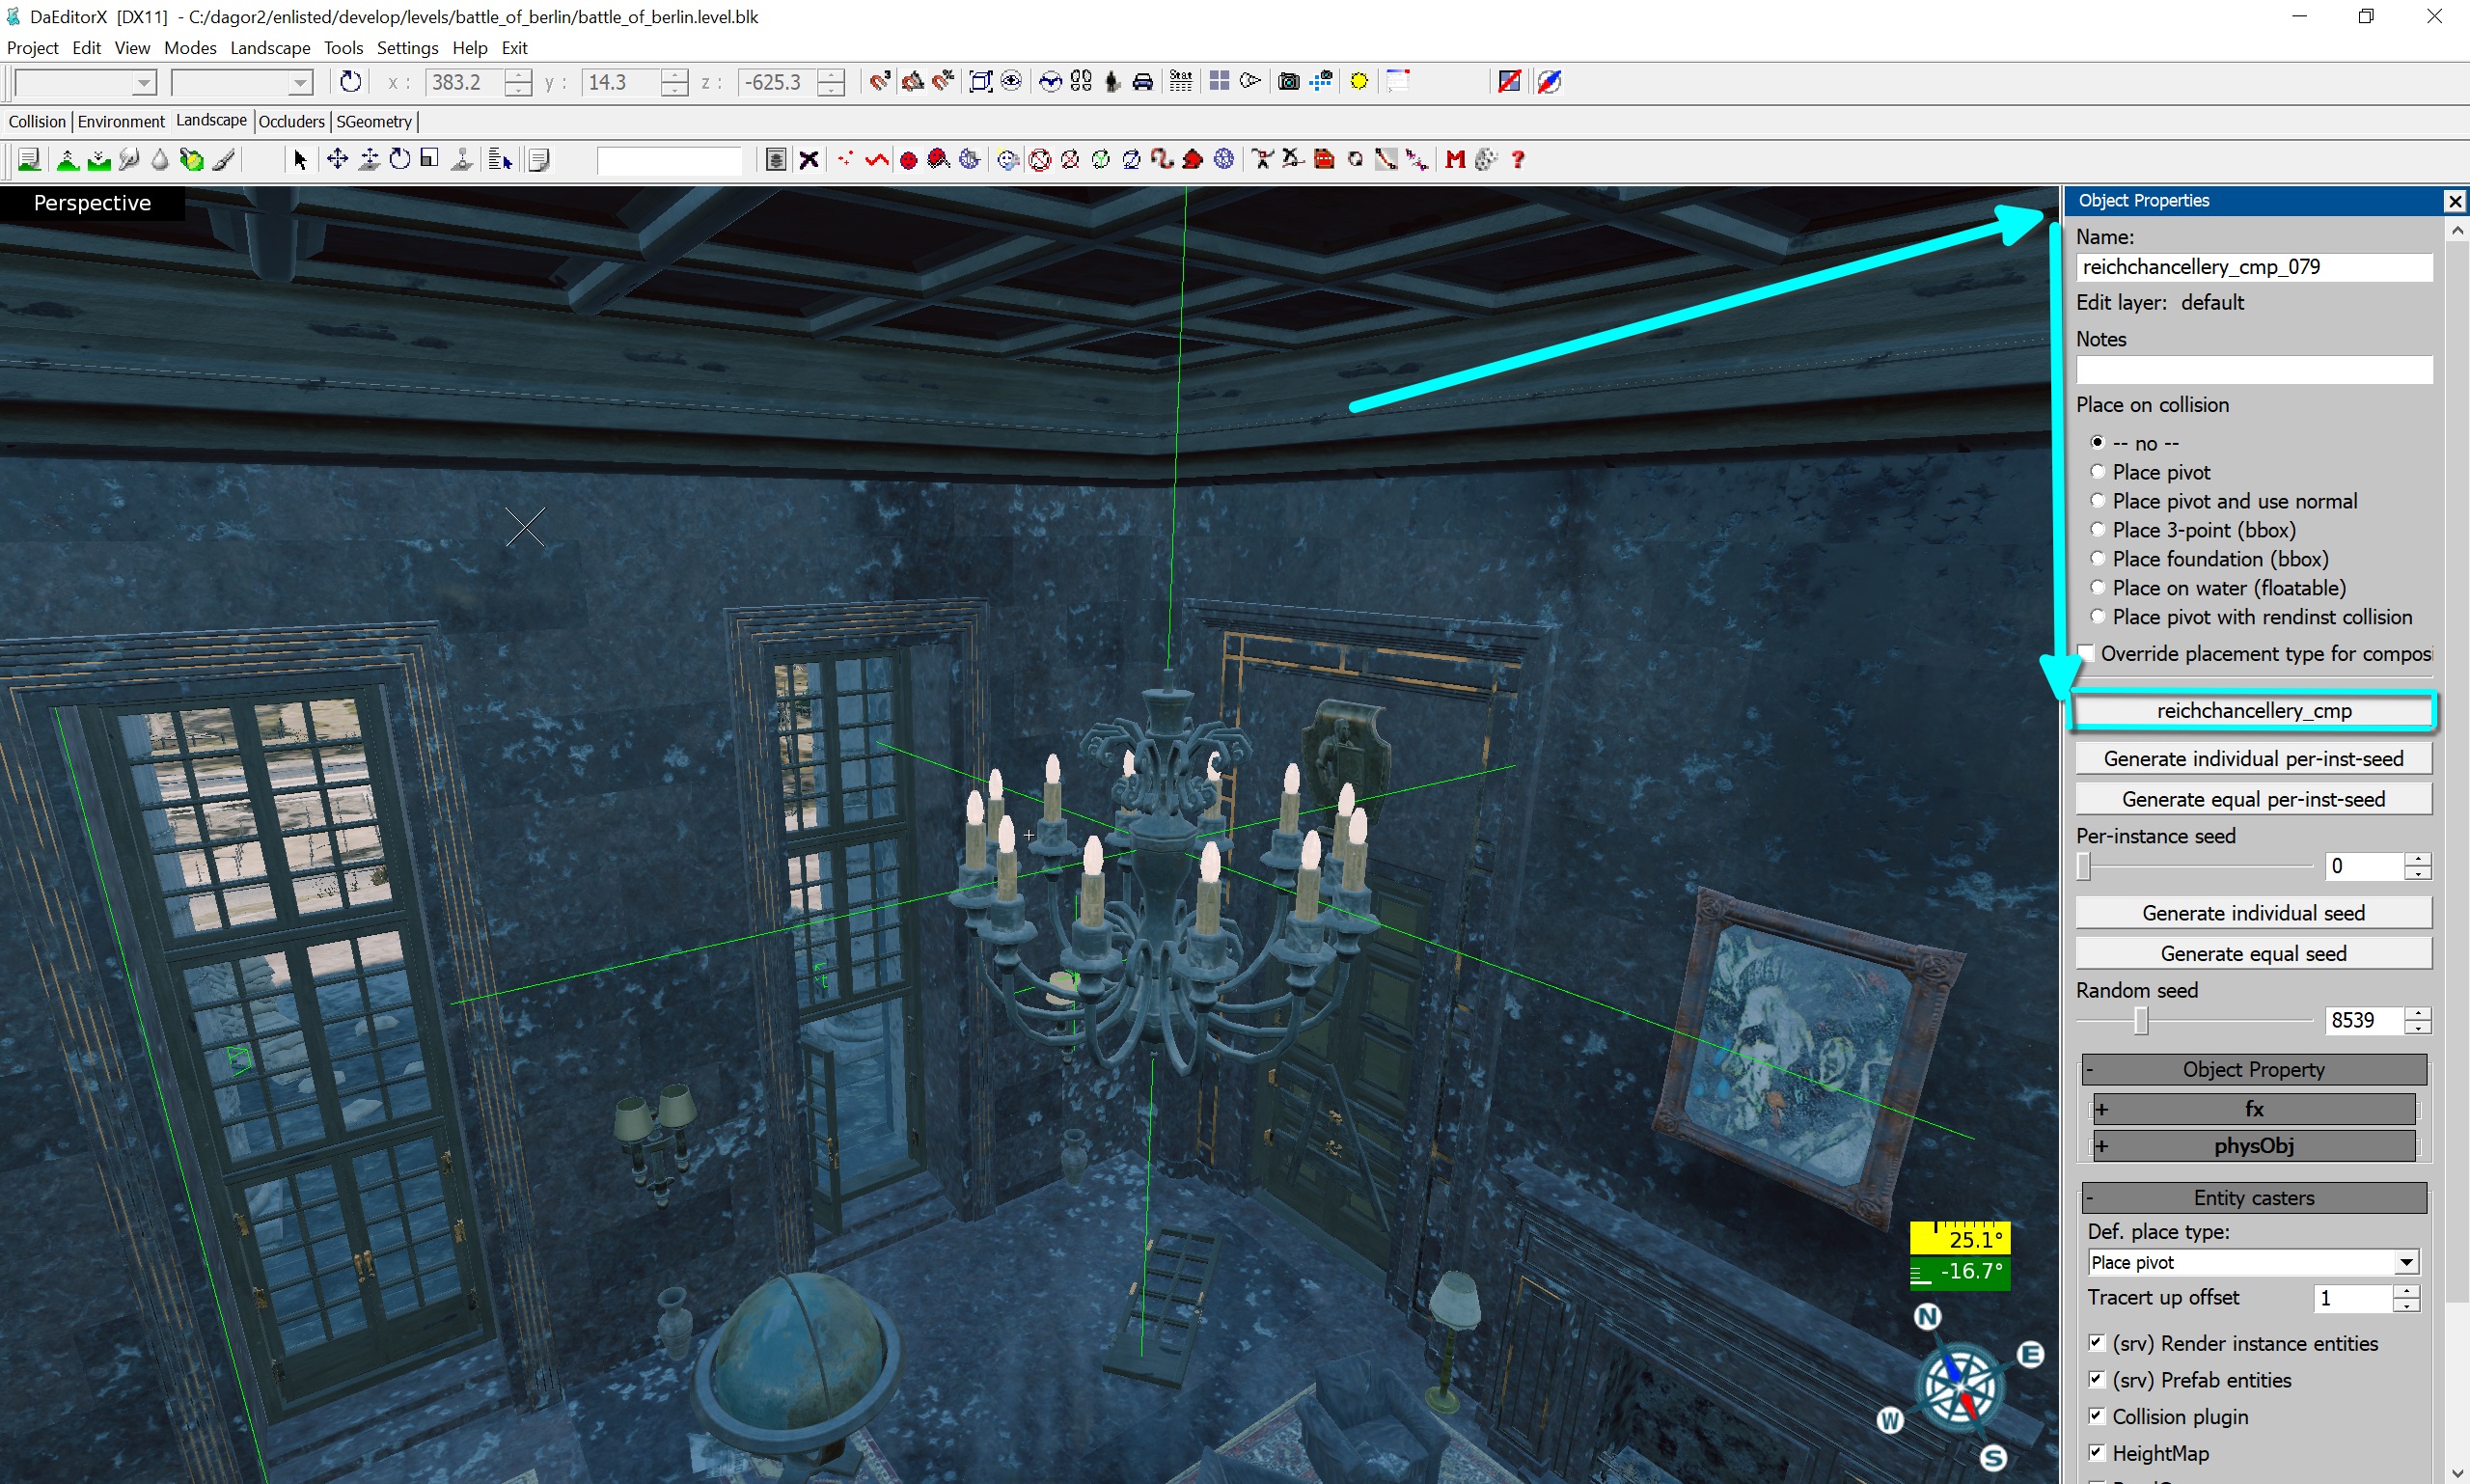 DaEditorX [DX11] - C:/dagor2/enlisted/develop/levels/battle_of_berlin/battle_of_berlin.level.blk
Project Edit View Modes Landscape Tools Settings Help Exit
x : 383.2 y : 14.3 z : -625.3 Stat
Collision Environment Landscape Occluders SGeometry
Perspective
Object Properties
Name:
reichchancellery_cmp_079
Edit layer: default
Notes
Place on collision
-- no --
Place pivot
Place pivot and use normal
Place 3-point (bbox)
Place foundation (bbox)
Place on water (floatable)
Place pivot with rendinst collision
Override placement type for composi
reichchancellery_cmp
Generate individual per-inst-seed
Generate equal per-inst-seed
Per-instance seed
0
Generate individual seed
Generate equal seed
Random seed
8539
- Object Property
+ fx
+ physObj
- Entity casters
Def. place type:
Place pivot
Tracert up offset 1
(srv) Render instance entities
(srv) Prefab entities
Collision plugin
HeightMap
25.1°
-16.7°
N
E
W
S